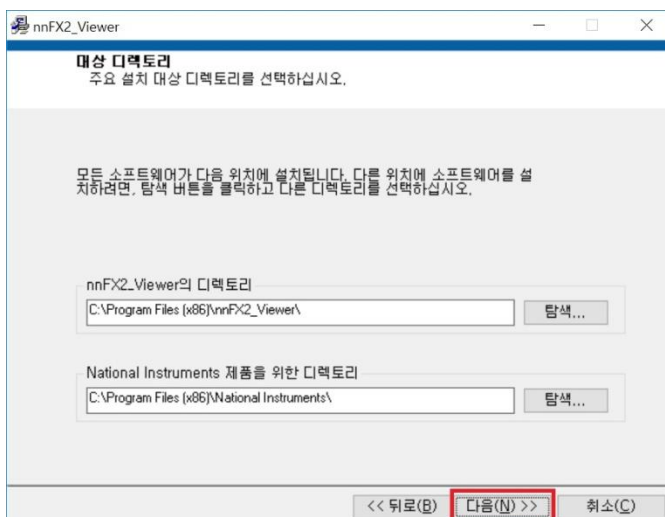 nnFX2_Viewer
대상 디렉토리
주요 설치 대상 디렉토리를 선택하십시오.
모든 소프트웨어가 다음 위치에 설치됩니다. 다른 위치에 소프트웨어를 설
치하려면, 탐색 버튼을 클릭하고 다른 디렉토리를 선택하십시오.
nnFX2_Viewer의 디렉토리
C:\Program Files (x86)\nnFX2_Viewer\
탐색...
National Instruments 제품을 위한 디렉토리
C:\Program Files (x86)\National Instruments\
탐색...
<< 뒤로(B) 다음(N) >> 취소(C)